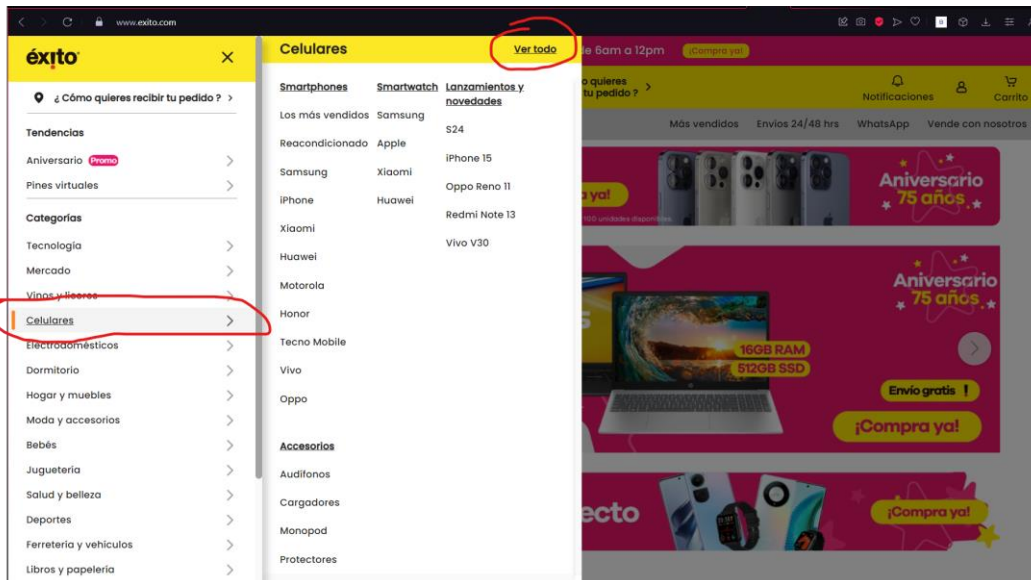 www.exito.com
éxito
¿ Cómo quieres recibir tu pedido ?
Tendencias
Aniversario Promo
Pines virtuales
Categorías
Tecnología
Mercado
Vinos y licores
Celulares
Electrodomésticos
Dormitorio
Hogar y muebles
Moda y accesorios
Bebés
Juguetería
Salud y belleza
Deportes
Ferretería y vehículos
Libros y papelería
Celulares
Ver todo
Smartphones
Los más vendidos
Reacondicionado
Samsung
iPhone
Xiaomi
Huawei
Motorola
Honor
Tecno Mobile
Vivo
Oppo
Accesorios
Audífonos
Cargadores
Monopod
Protectores
Smartwatch
Samsung
Apple
Xiaomi
Huawei
Lanzamientos y
novedades
S24
iPhone 15
Oppo Reno 11
Redmi Note 13
Vivo V30
de 6am a 12pm
¡Compra ya!
o quieres
tu pedido ?
Notificaciones
Carrito
Más vendidos
Envíos 24/48 hrs
WhatsApp
Vende con nosotros
a ya!
unidades disponibles
Aniversario
75 años
Aniversario
75 años
16GB RAM
512GB SSD
Envío gratis !
¡Compra ya!
ecto
¡Compra ya!